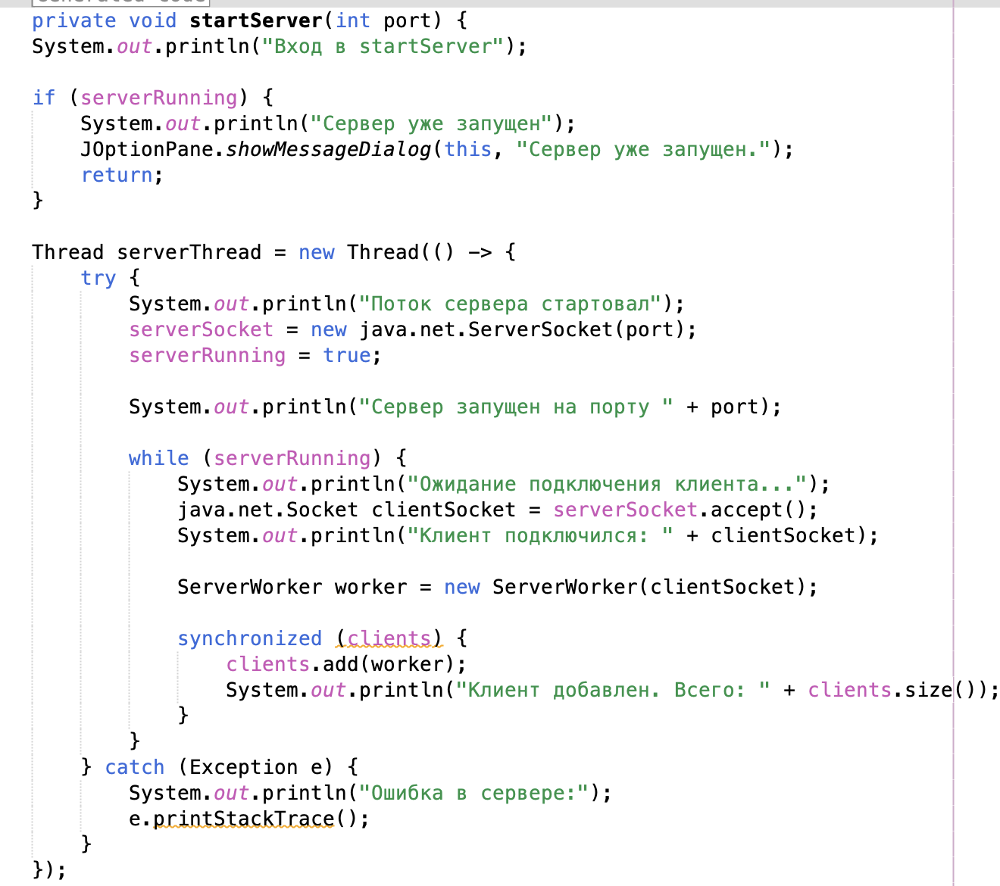 Generated Code
private void startServer(int port) {
System.out.println("Вход в startServer");
if (serverRunning) {
System.out.println("Сервер уже запущен");
JOptionPane.showMessageDialog(this, "Сервер уже запущен.");
return;
}
Thread serverThread = new Thread(() -> {
try {
System.out.println("Поток сервера стартовал");
serverSocket = new java.net.ServerSocket(port);
serverRunning = true;
System.out.println("Сервер запущен на порту " + port);
while (serverRunning) {
System.out.println("Ожидание подключения клиента...");
java.net.Socket clientSocket = serverSocket.accept();
System.out.println("Клиент подключился: " + clientSocket);
ServerWorker worker = new ServerWorker(clientSocket);
synchronized (clients) {
clients.add(worker);
System.out.println("Клиент добавлен. Всего: " + clients.size());
}
}
} catch (Exception e) {
System.out.println("Ошибка в сервере:");
e.printStackTrace();
}
});